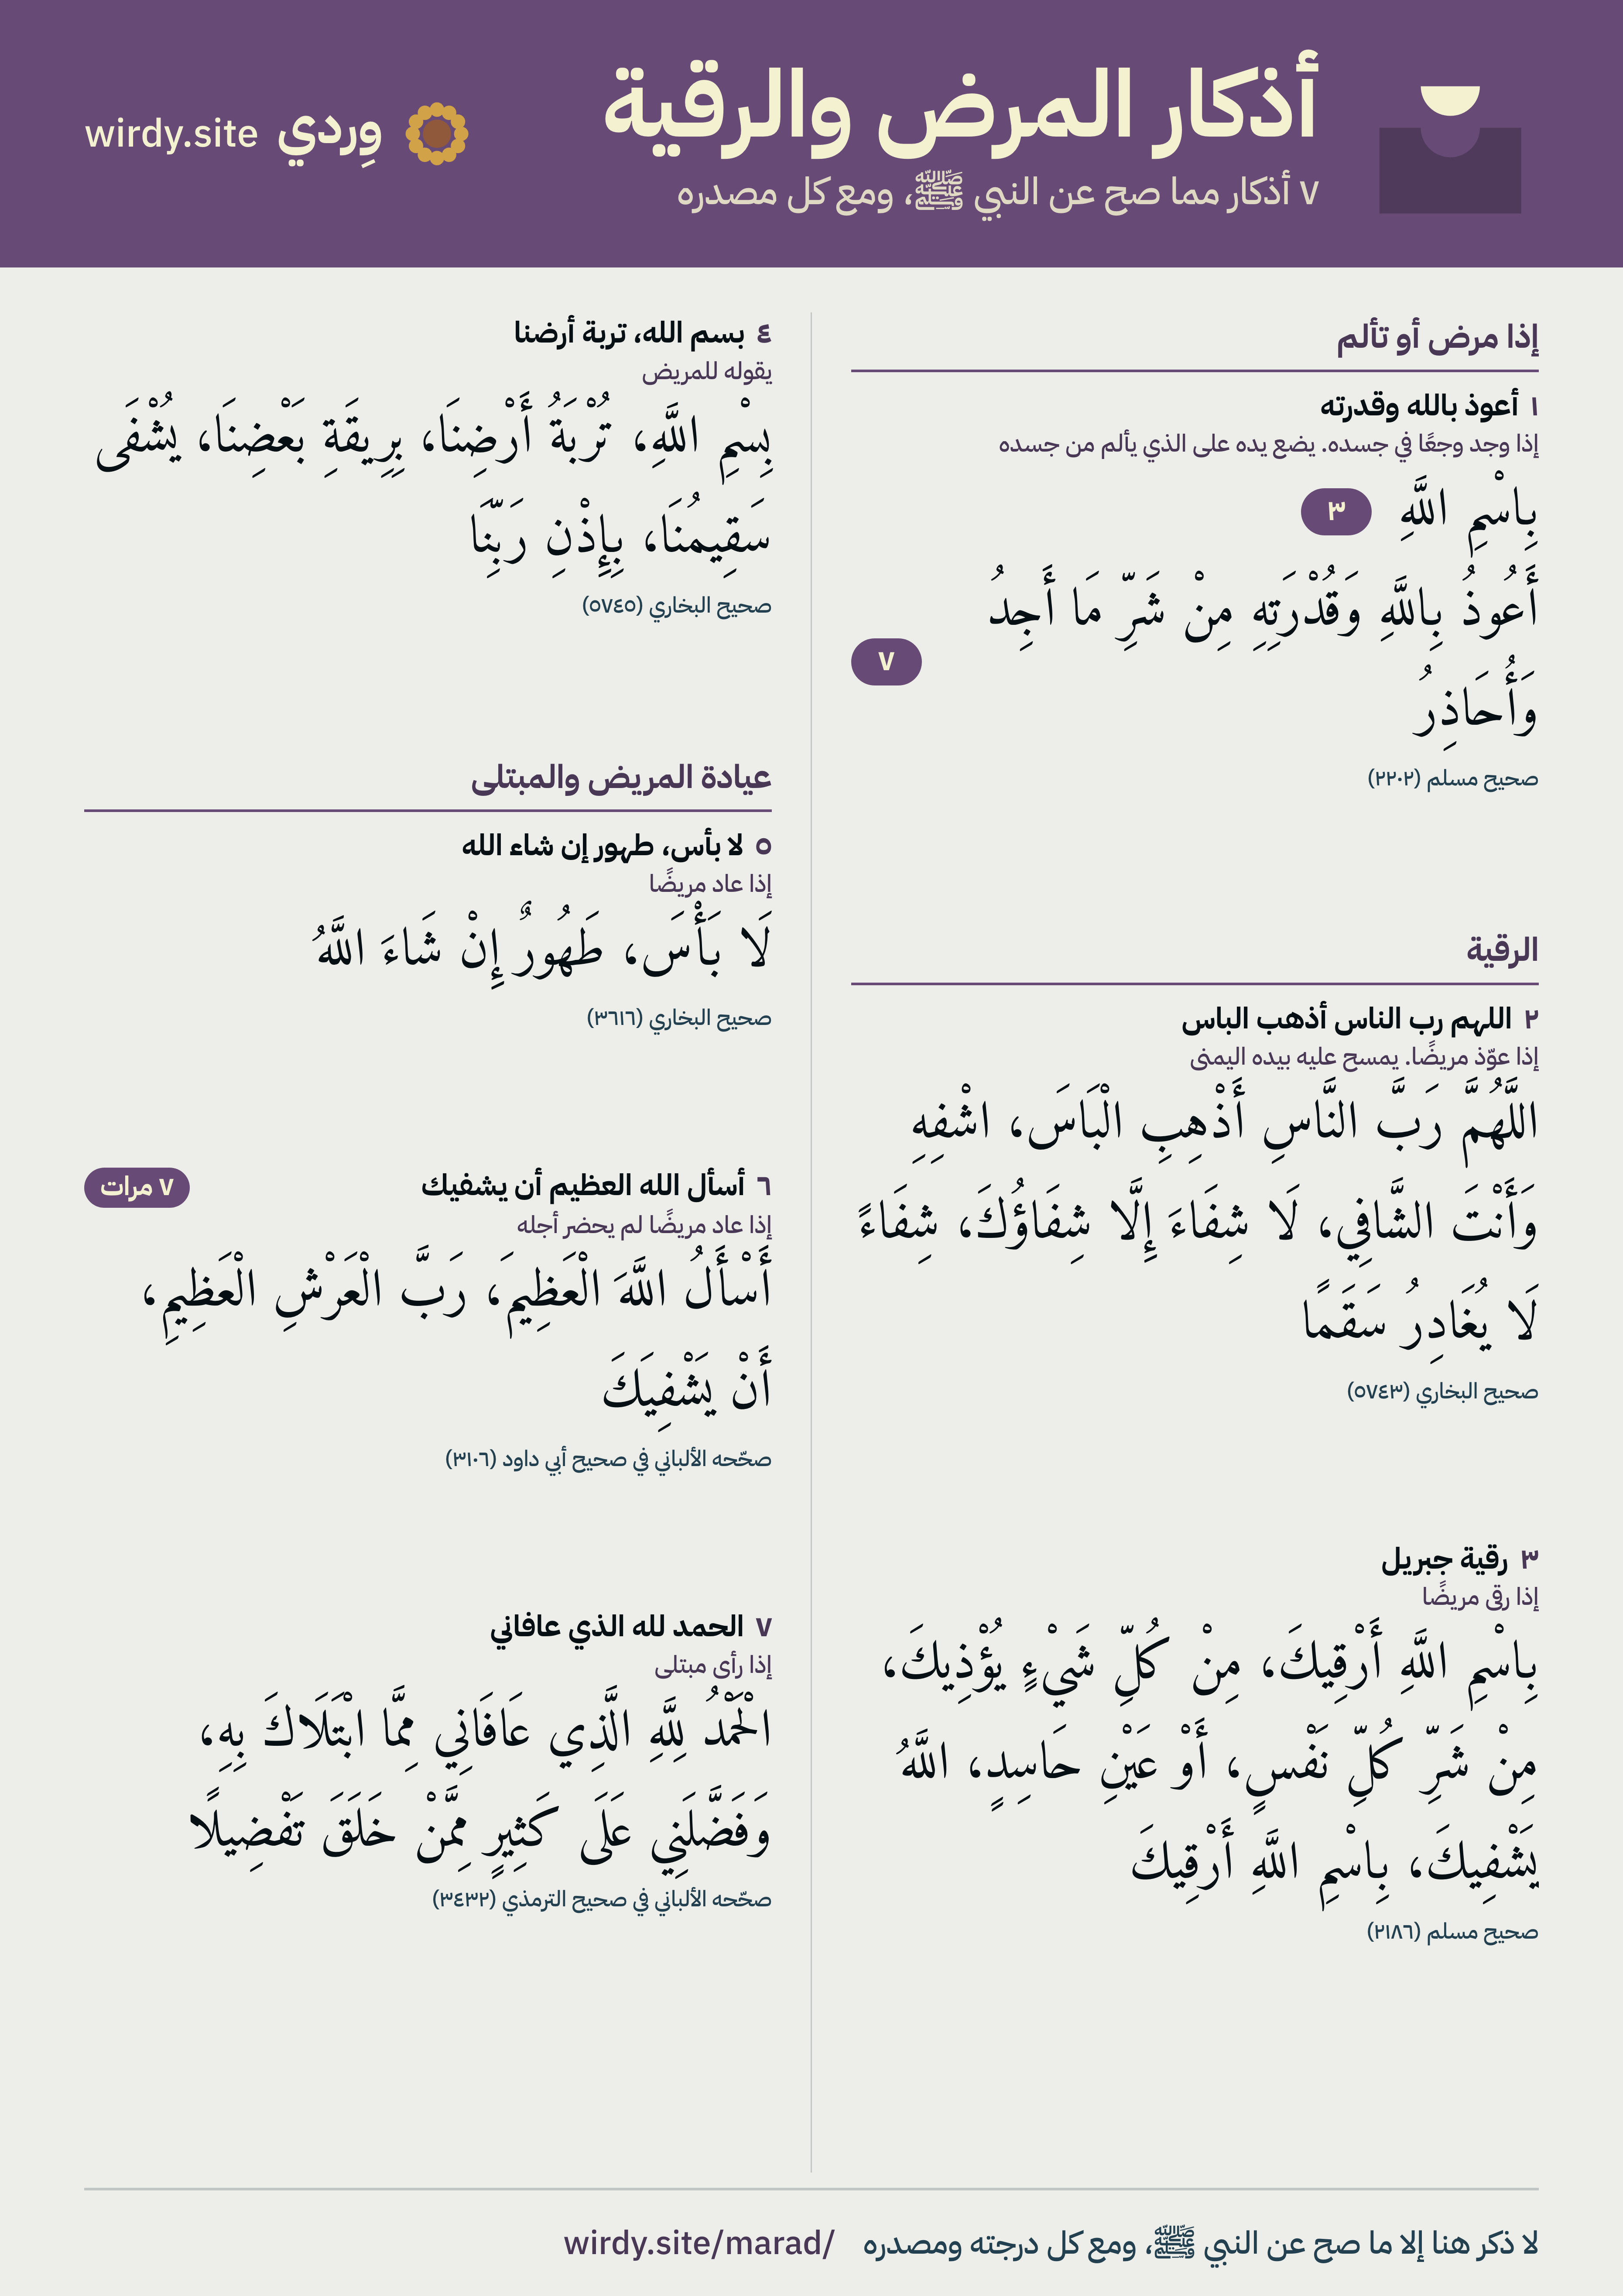 أذكار المرض والرقية
٧ أذكار مما صح عن النبي ﷺ، ومع كل مصدره
وِردي wirdy.site
إذا مرض أو تألم
١ أعوذ بالله وقدرته
إذا وجد وجعًا في جسده. يضع يده على الذي يألم من جسده
بِاسْمِ اللَّهِ ٣
أَعُوذُ بِاللَّهِ وَقُدْرَتِهِ مِنْ شَرِّ مَا أَجِدُ
وَأُحَاذِرُ ٧
صحيح مسلم (٢٢٠٢)
الرقية
٢ اللهم رب الناس أذهب الباس
إذا عوّذ مريضًا. يمسح عليه بيده اليمنى
اللَّهُمَّ رَبَّ النَّاسِ أَذْهِبِ الْبَاسَ، اشْفِهِ
وَأَنْتَ الشَّافِي، لَا شِفَاءَ إِلَّا شِفَاؤُكَ، شِفَاءً
لَا يُغَادِرُ سَقَمًا
صحيح البخاري (٥٧٤٣)
٣ رقية جبريل
إذا رقى مريضًا
بِاسْمِ اللَّهِ أَرْقِيكَ، مِنْ كُلِّ شَيْءٍ يُؤْذِيكَ،
مِنْ شَرِّ كُلِّ نَفْسٍ، أَوْ عَيْنِ حَاسِدٍ، اللَّهُ
يَشْفِيكَ، بِاسْمِ اللَّهِ أَرْقِيكَ
صحيح مسلم (٢١٨٦)
٤ بسم الله، تربة أرضنا
يقوله للمريض
بِسْمِ اللَّهِ، تُرْبَةُ أَرْضِنَا، بِرِيقَةِ بَعْضِنَا، يُشْفَى
سَقِيمُنَا، بِإِذْنِ رَبِّنَا
صحيح البخاري (٥٧٤٥)
عيادة المريض والمبتلى
٥ لا بأس، طهور إن شاء الله
إذا عاد مريضًا
لَا بَأْسَ، طَهُورٌ إِنْ شَاءَ اللَّهُ
صحيح البخاري (٣٦١٦)
٦ أسأل الله العظيم أن يشفيك ٧ مرات
إذا عاد مريضًا لم يحضر أجله
أَسْأَلُ اللَّهَ الْعَظِيمَ، رَبَّ الْعَرْشِ الْعَظِيمِ،
أَنْ يَشْفِيَكَ
صحّحه الألباني في صحيح أبي داود (٣١٠٦)
٧ الحمد لله الذي عافاني
إذا رأى مبتلى
الْحَمْدُ لِلَّهِ الَّذِي عَافَانِي مِمَّا ابْتَلَاكَ بِهِ،
وَفَضَّلَنِي عَلَى كَثِيرٍ مِمَّنْ خَلَقَ تَفْضِيلًا
صحّحه الألباني في صحيح الترمذي (٣٤٣٢)
لا ذكر هنا إلا ما صح عن النبي ﷺ، ومع كل درجته ومصدره wirdy.site/marad/